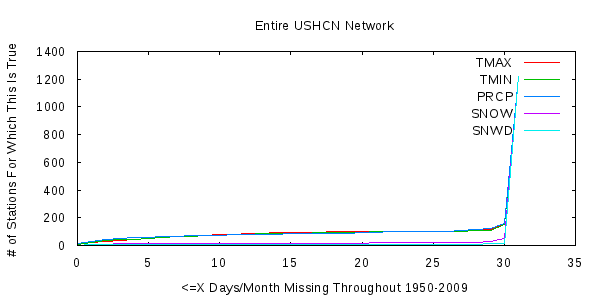 Entire USHCN Network
# of Stations For Which This Is True
1400
1200
1000
800
600
400
200
0
TMAX
TMIN
PRCP
SNOW
SNWD
0 5 10 15 20 25 30 35
<=X Days/Month Missing Throughout 1950-2009